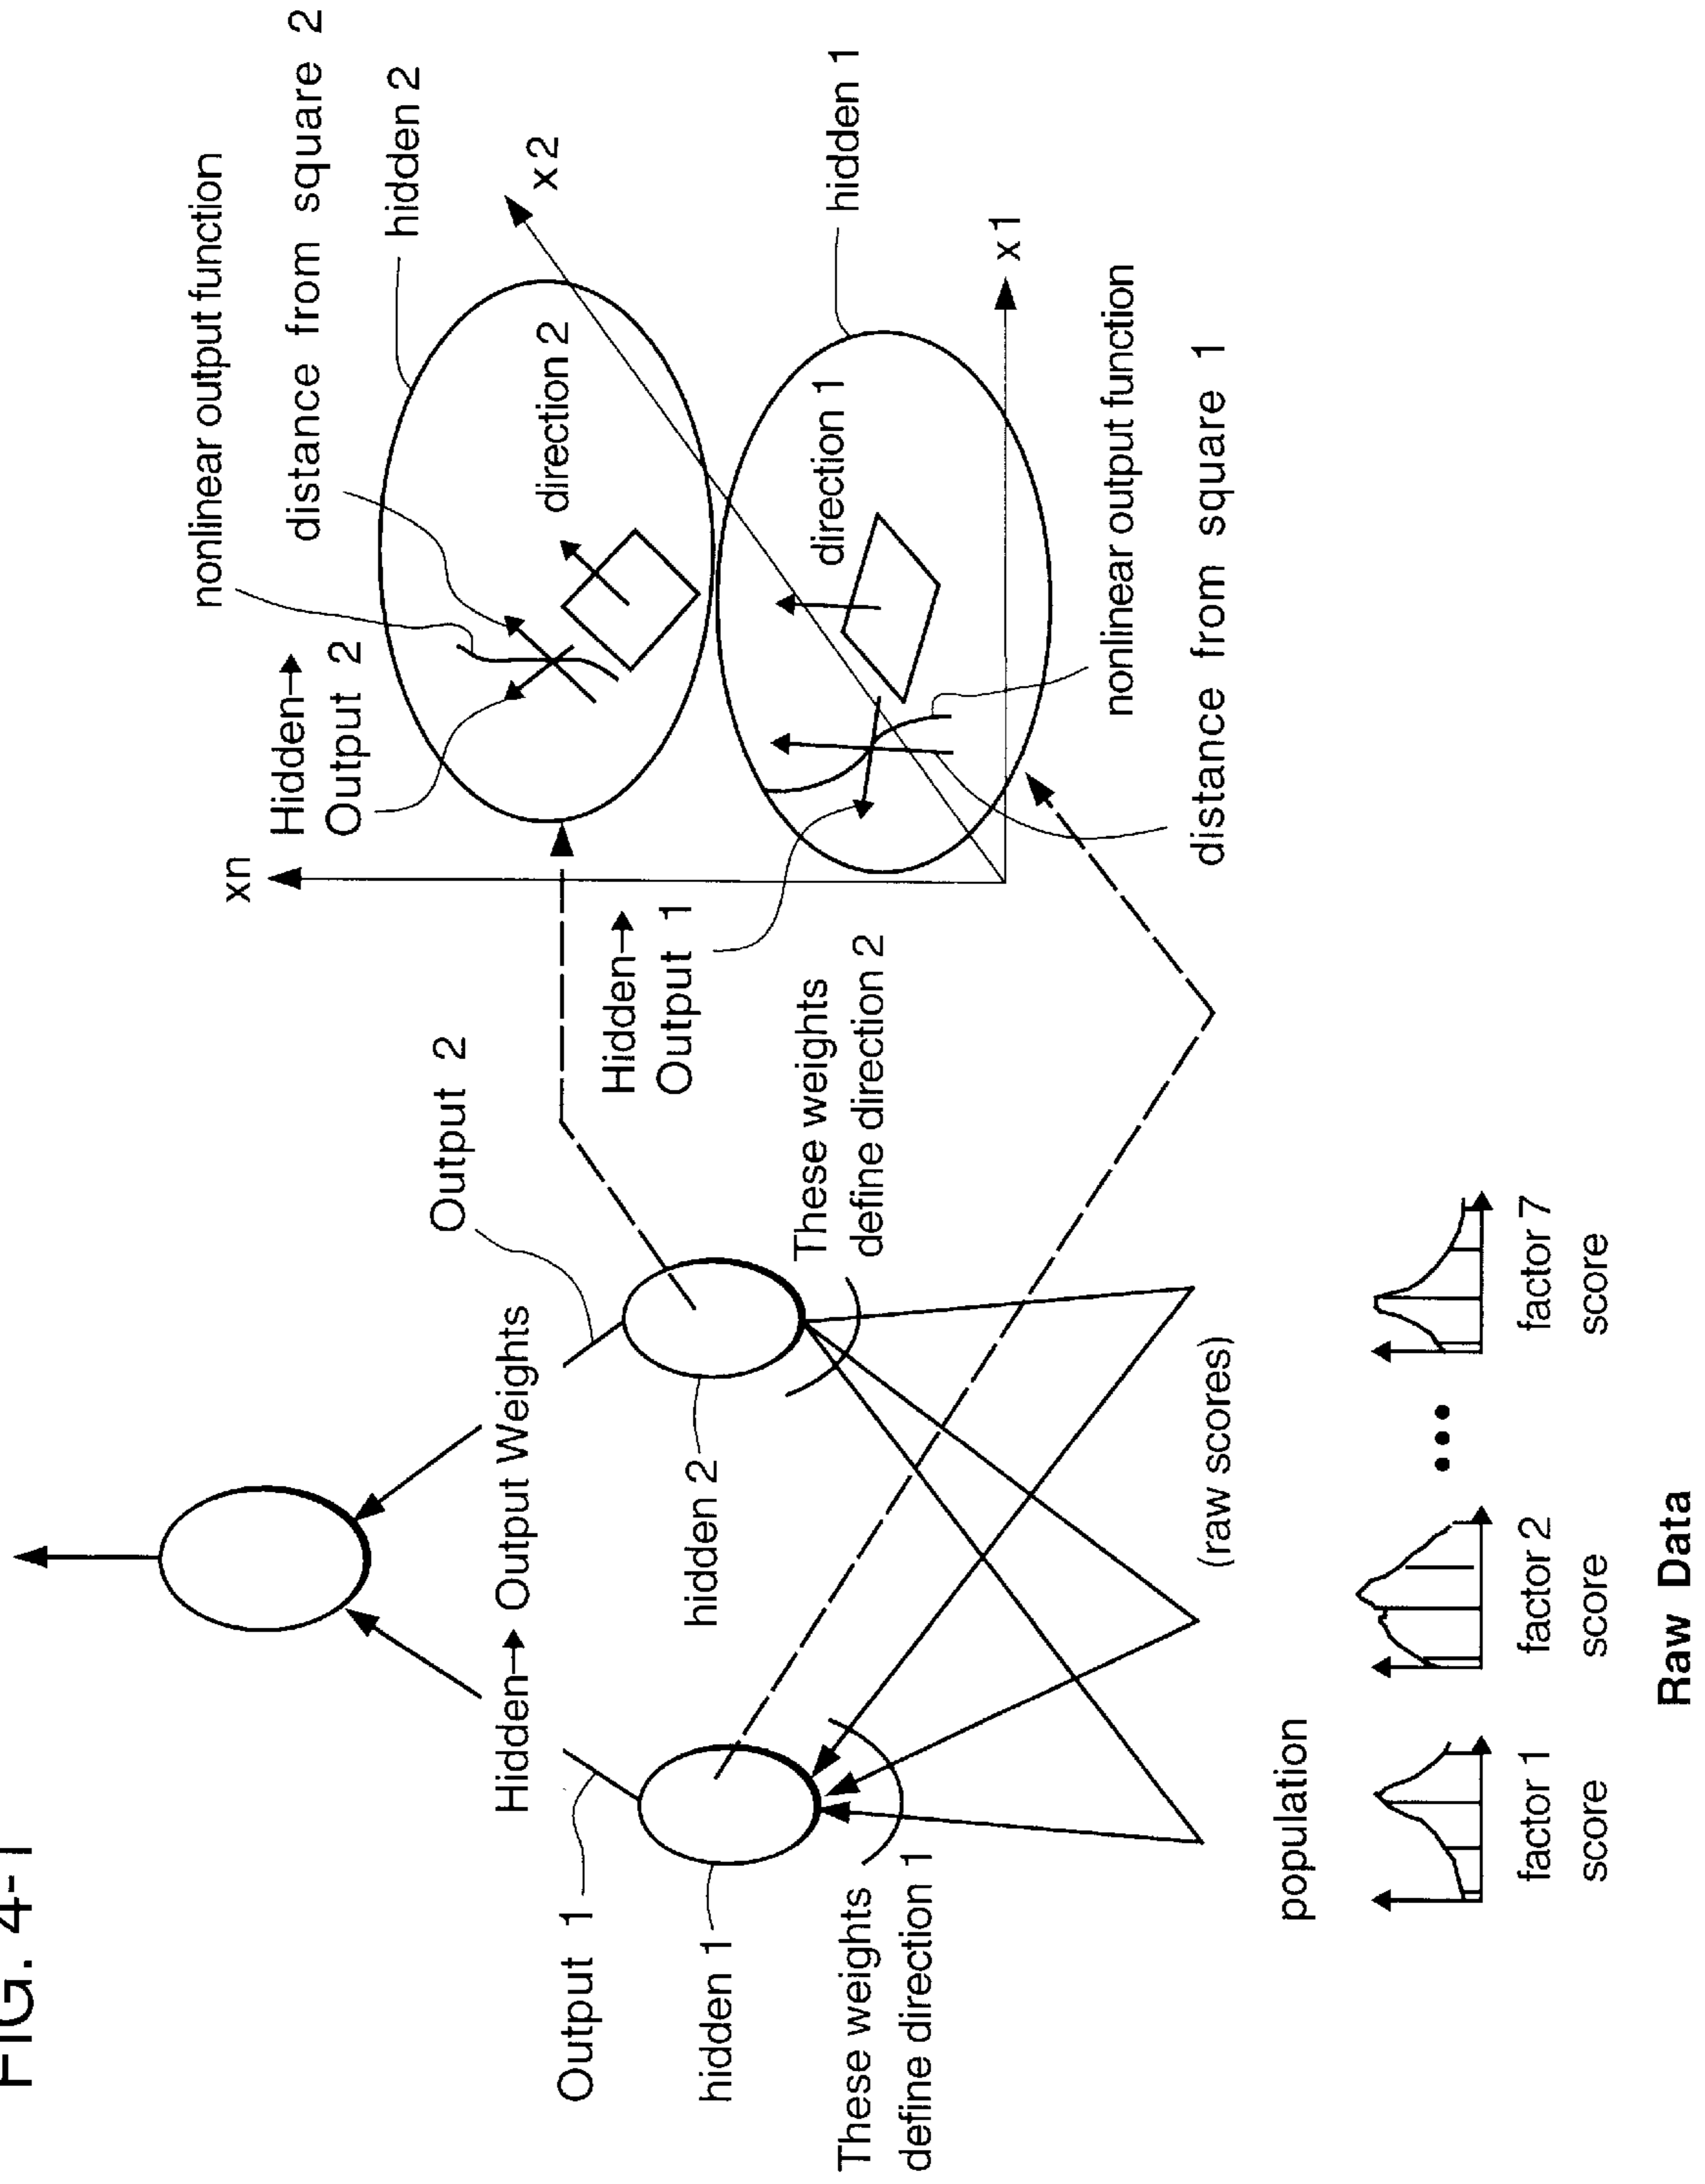 FIG. 4-1
Output 1
hidden 1
These weights
define direction 1
Hidden→ Output Weights
Output 2
hidden 2
These weights
define direction 2
(raw scores)
population
factor 1
score
factor 2
score
•••
factor 7
score
Raw Data
xn
Hidden→
Output 2
nonlinear output function
distance from square 2
hidden 2
direction 2
x 2
Hidden→
Output 1
direction 1
hidden 1
x 1
nonlinear output function
distance from square 1